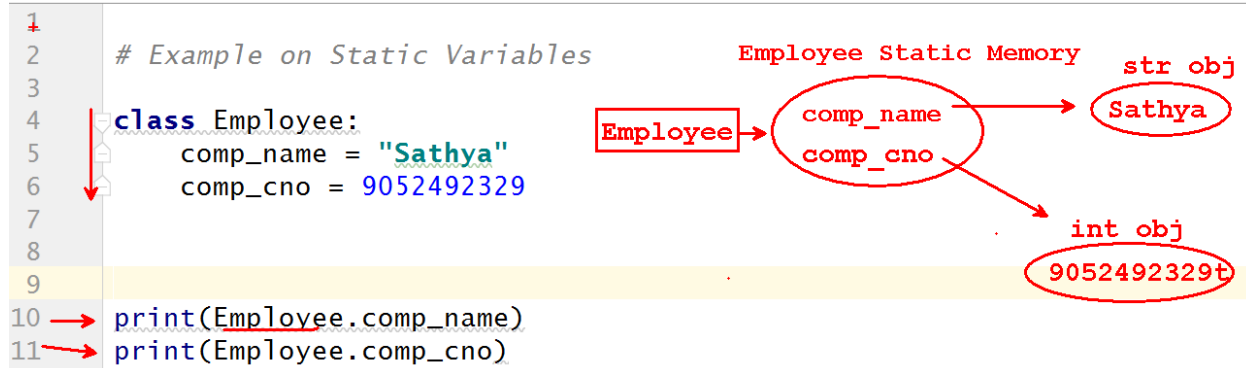 1
2 # Example on Static Variables
3
4 class Employee:
5 comp_name = "Sathya"
6 comp_cno = 9052492329
7
8
9
10 print(Employee.comp_name)
11 print(Employee.comp_cno)
Employee Static Memory
str obj
Employee
comp_name
Sathya
comp_cno
int obj
9052492329t